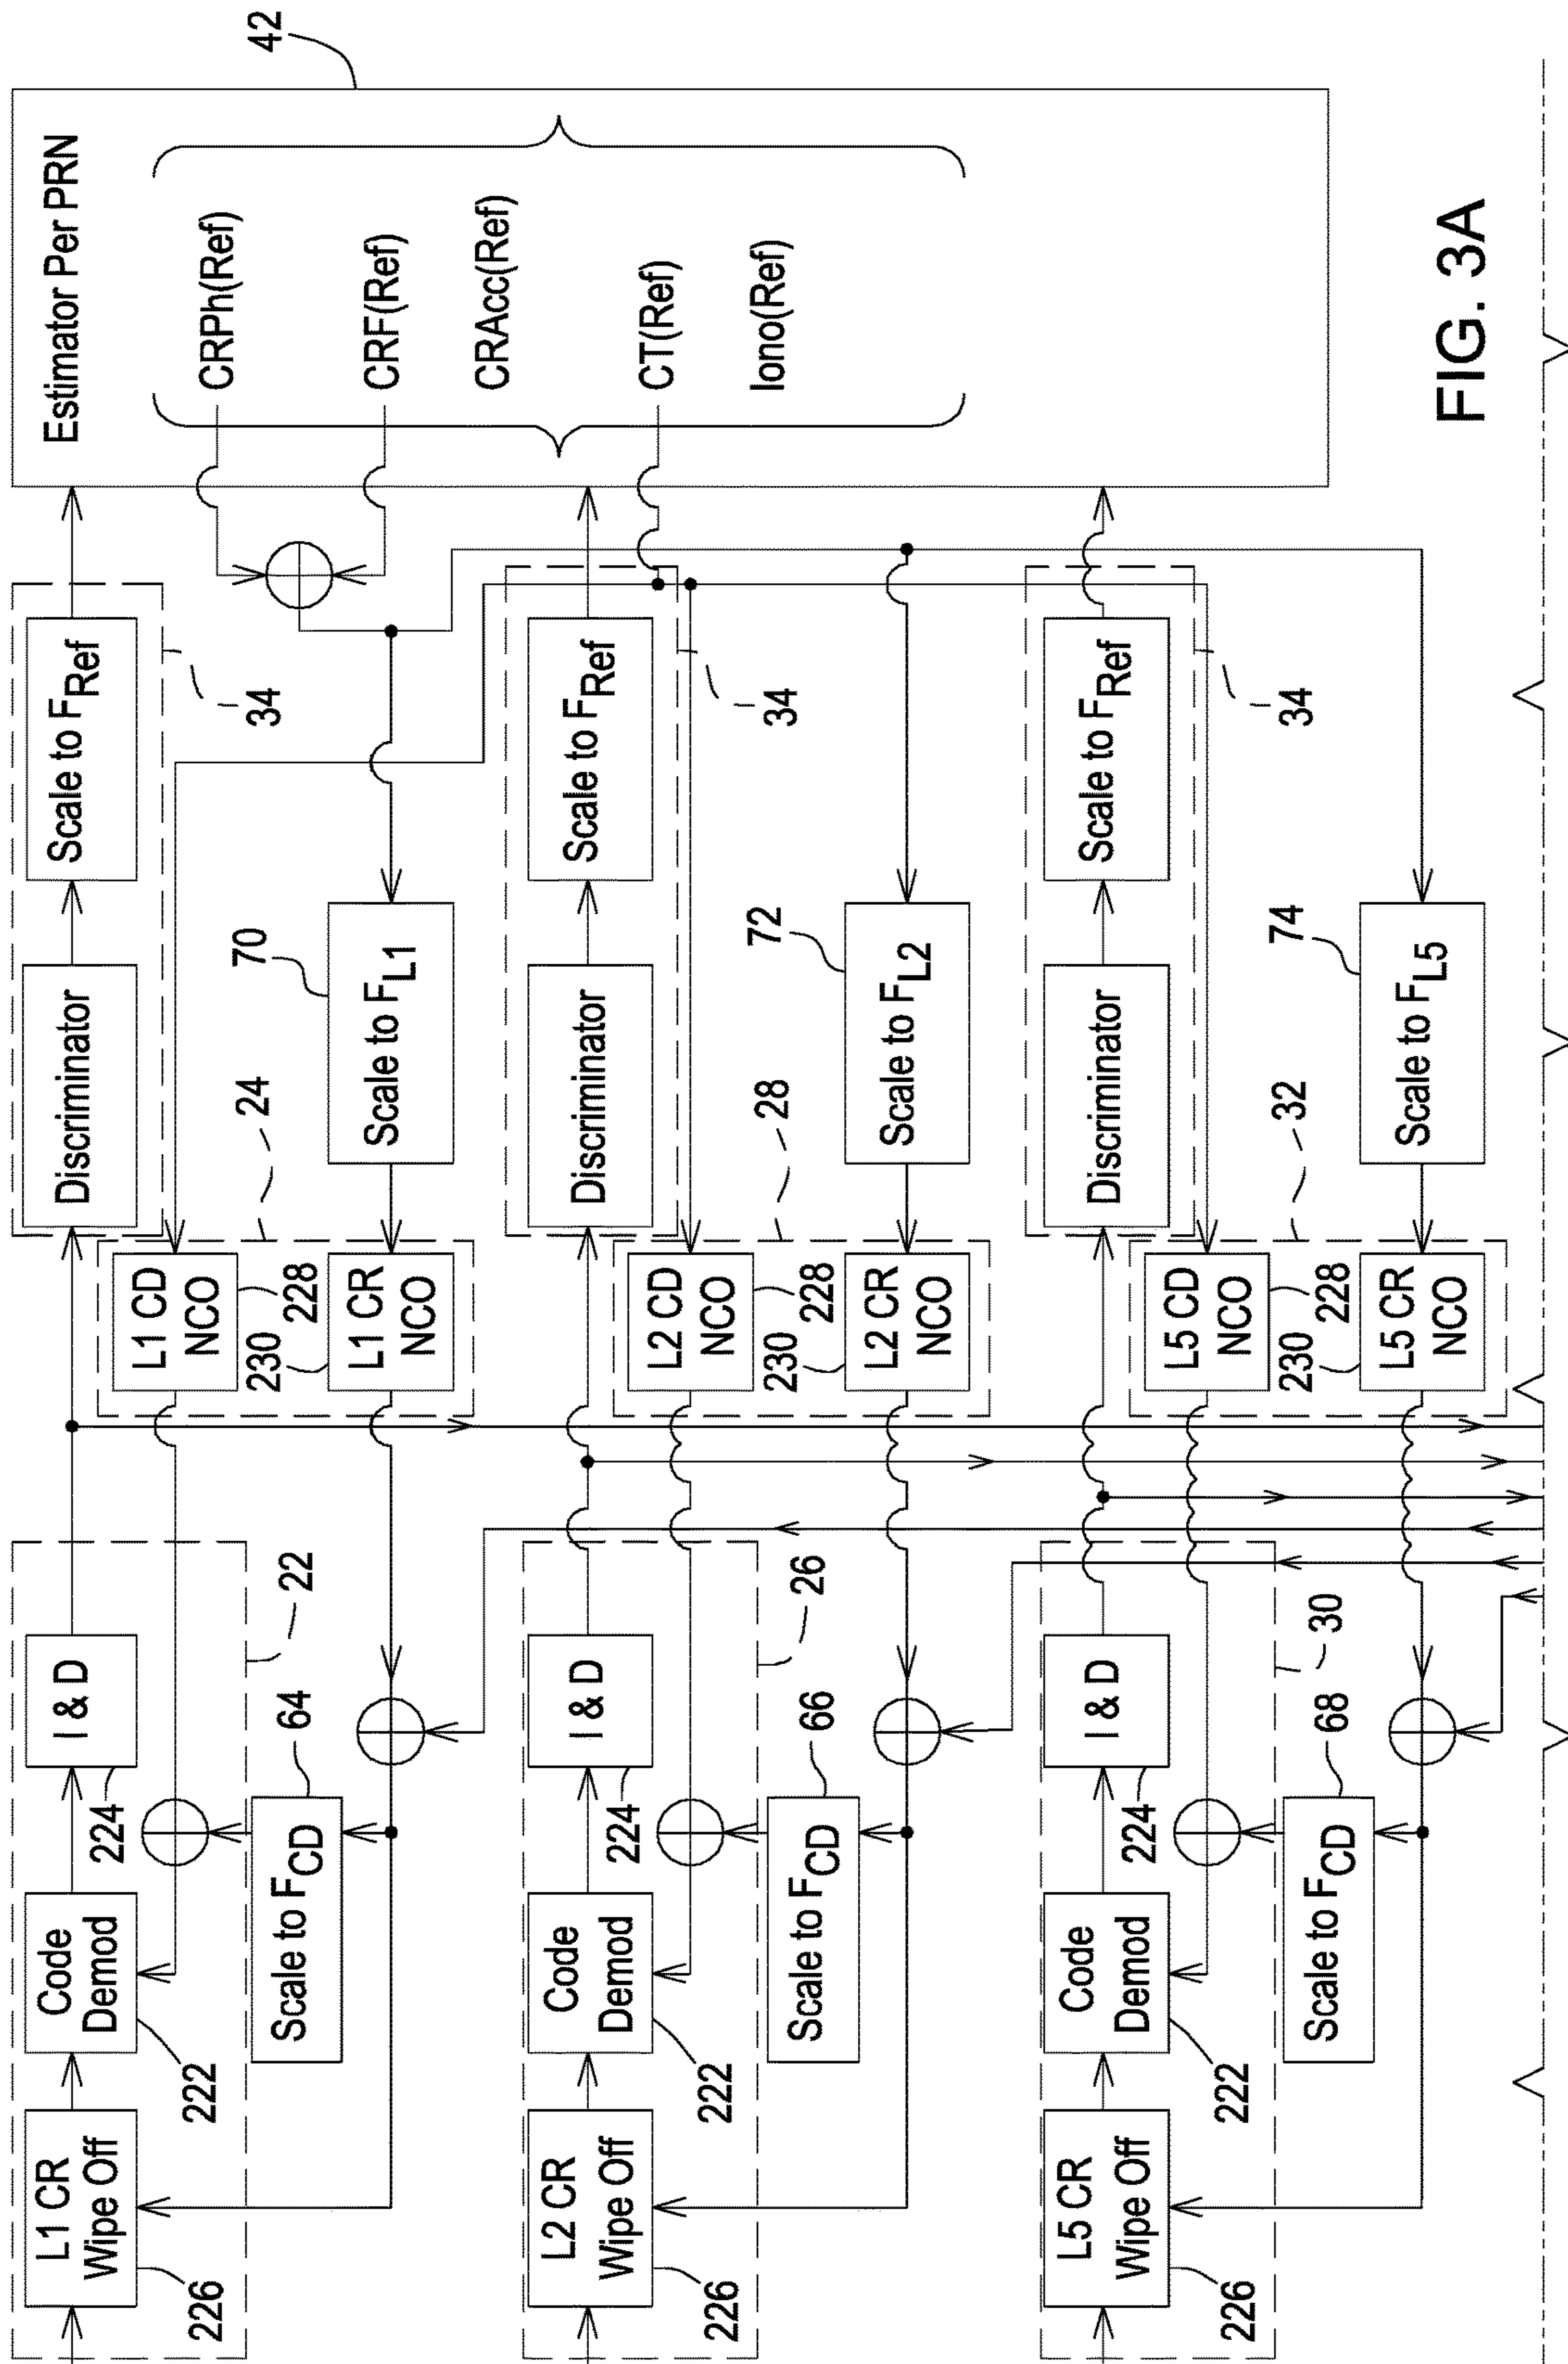 L1 CR
Wipe Off
226
Code
Demod
222
I & D
224
22
Scale to FCD
64
Discriminator
Scale to FRef
34
L1 CD
NCO
228
230
L1 CR
NCO
24
70
Scale to FL1
L2 CR
Wipe Off
226
Code
Demod
222
I & D
224
26
Scale to FCD
66
Discriminator
Scale to FRef
34
L2 CD
NCO
228
230
L2 CR
NCO
28
72
Scale to FL2
L5 CR
Wipe Off
226
Code
Demod
222
I & D
224
30
Scale to FCD
68
Discriminator
Scale to FRef
34
L5 CD
NCO
228
230
L5 CR
NCO
32
74
Scale to FL5
Estimator Per PRN
CRPh(Ref)
CRF(Ref)
CRAcc(Ref)
CT(Ref)
Iono(Ref)
42
FIG. 3A